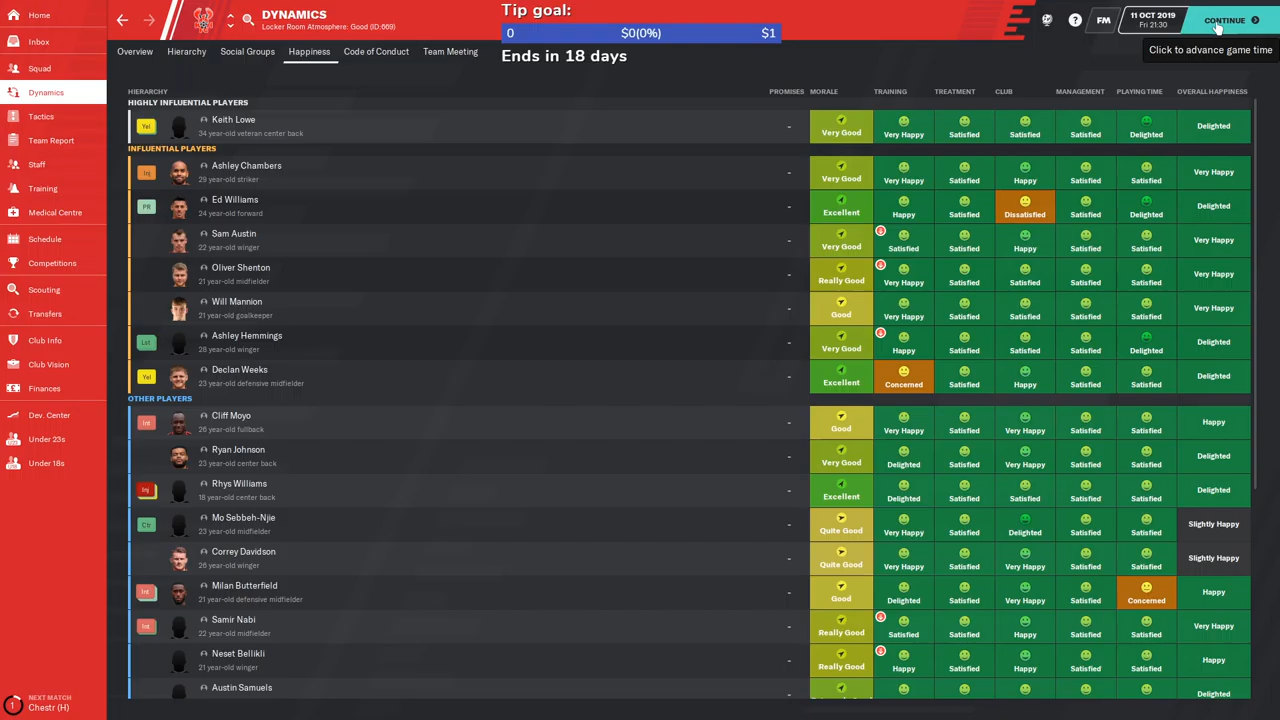 Home
Inbox
Squad
Dynamics
Tactics
Team Report
Staff
Training
Medical Centre
Schedule
Competitions
Scouting
Transfers
Club Info
Club Vision
Finances
Dev. Center
Under 23s
Under 18s
1
NEXT MATCH
Chestr (H)
DYNAMICS
Locker Room Atmosphere: Good (ID:669)
Tip goal:
0 $0(0%) $1
Ends in 18 days
?
FM
11 OCT 2019
Fri 21:30
CONTINUE
Click to advance game time
Overview Hierarchy Social Groups Happiness Code of Conduct Team Meeting
HIERARCHY PROMISES MORALE TRAINING TREATMENT CLUB MANAGEMENT PLAYING TIME OVERALL HAPPINESS
HIGHLY INFLUENTIAL PLAYERS
Yel Keith Lowe
34 year-old veteran center back
- Very Good Very Happy Satisfied Satisfied Satisfied Delighted Delighted
INFLUENTIAL PLAYERS
Inj Ashley Chambers
29 year-old striker
- Very Good Very Happy Satisfied Happy Satisfied Satisfied Very Happy
PR Ed Williams
24 year-old forward
- Excellent Happy Satisfied Dissatisfied Satisfied Delighted Delighted
Sam Austin
22 year-old winger
- Very Good Satisfied Satisfied Happy Satisfied Satisfied Very Happy
Oliver Shenton
21 year-old midfielder
- Really Good Very Happy Satisfied Satisfied Satisfied Satisfied Very Happy
Will Mannion
21 year-old goalkeeper
- Good Very Happy Satisfied Satisfied Satisfied Satisfied Very Happy
Lat Ashley Hemmings
28 year-old winger
- Very Good Happy Satisfied Satisfied Satisfied Delighted Delighted
Yel Declan Weeks
23 year-old defensive midfielder
- Excellent Concerned Satisfied Happy Satisfied Satisfied Delighted
OTHER PLAYERS
Int Cliff Moyo
26 year-old fullback
- Good Very Happy Satisfied Very Happy Satisfied Satisfied Happy
Ryan Johnson
23 year-old center back
- Very Good Delighted Satisfied Very Happy Satisfied Satisfied Delighted
Inj Rhys Williams
18 year-old center back
- Excellent Delighted Satisfied Satisfied Satisfied Satisfied Delighted
Ctr Mo Sebbeh-Njie
23 year-old midfielder
- Quite Good Very Happy Satisfied Delighted Satisfied Satisfied Slightly Happy
Correy Davidson
26 year-old winger
- Quite Good Very Happy Satisfied Very Happy Satisfied Satisfied Slightly Happy
Int Milan Butterfield
21 year-old defensive midfielder
- Good Delighted Satisfied Very Happy Satisfied Concerned Happy
Int Samir Nabi
22 year-old midfielder
- Really Good Satisfied Satisfied Happy Satisfied Satisfied Very Happy
Neset Bellikli
21 year-old winger
- Really Good Happy Satisfied Happy Satisfied Satisfied Happy
Austin Samuels
- Delighted